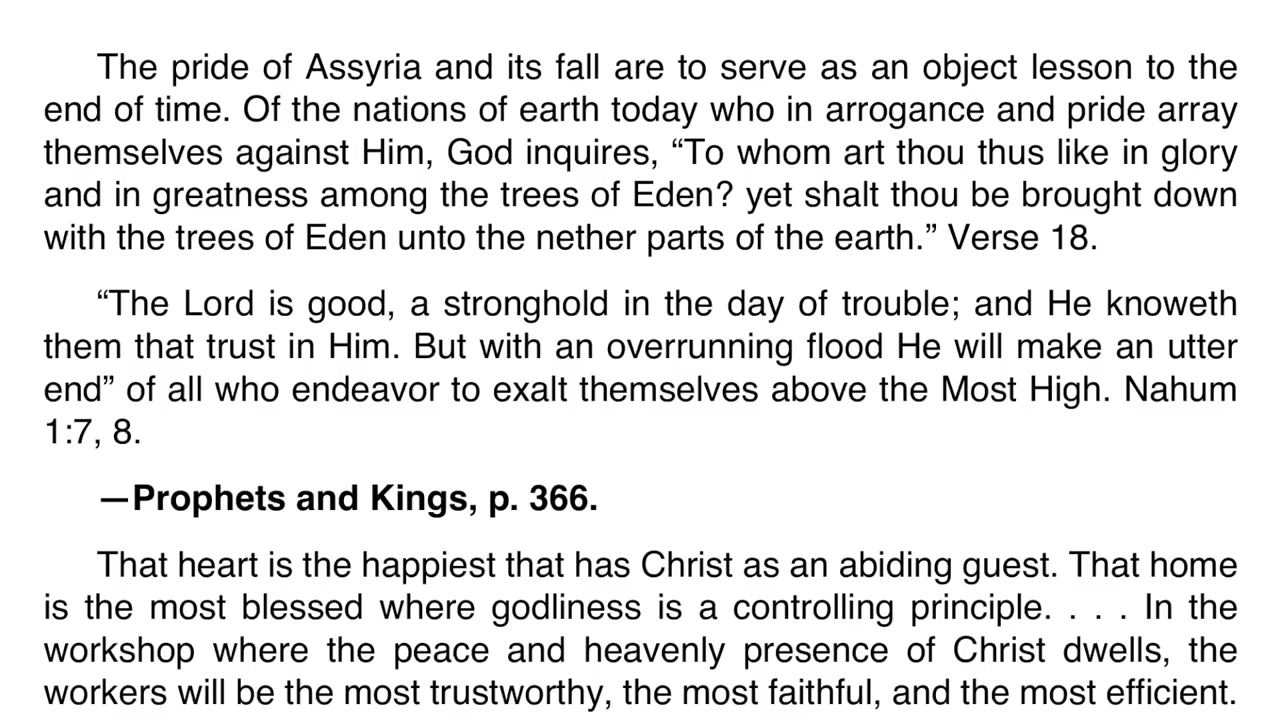 The pride of Assyria and its fall are to serve as an object lesson to the
end of time. Of the nations of earth today who in arrogance and pride array
themselves against Him, God inquires, “To whom art thou thus like in glory
and in greatness among the trees of Eden? yet shalt thou be brought down
with the trees of Eden unto the nether parts of the earth.” Verse 18.
“The Lord is good, a stronghold in the day of trouble; and He knoweth
them that trust in Him. But with an overrunning flood He will make an utter
end” of all who endeavor to exalt themselves above the Most High. Nahum
1:7, 8.
—Prophets and Kings, p. 366.
That heart is the happiest that has Christ as an abiding guest. That home
is the most blessed where godliness is a controlling principle. . . . In the
workshop where the peace and heavenly presence of Christ dwells, the
workers will be the most trustworthy, the most faithful, and the most efficient.